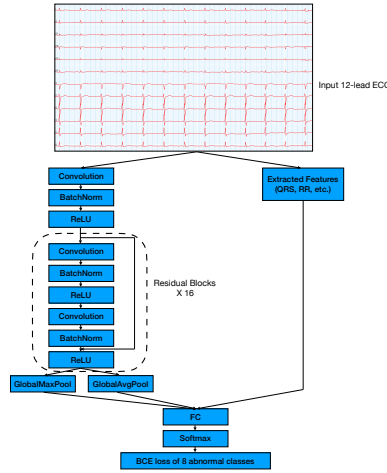 Input 12-lead ECG
Convolution
BatchNorm
ReLU
Extracted Features
(QRS, RR, etc.)
Convolution
BatchNorm
ReLU
Convolution
BatchNorm
ReLU
Residual Blocks
X 16
GlobalMaxPool
GlobalAvgPool
FC
Softmax
BCE loss of 8 abnormal classes